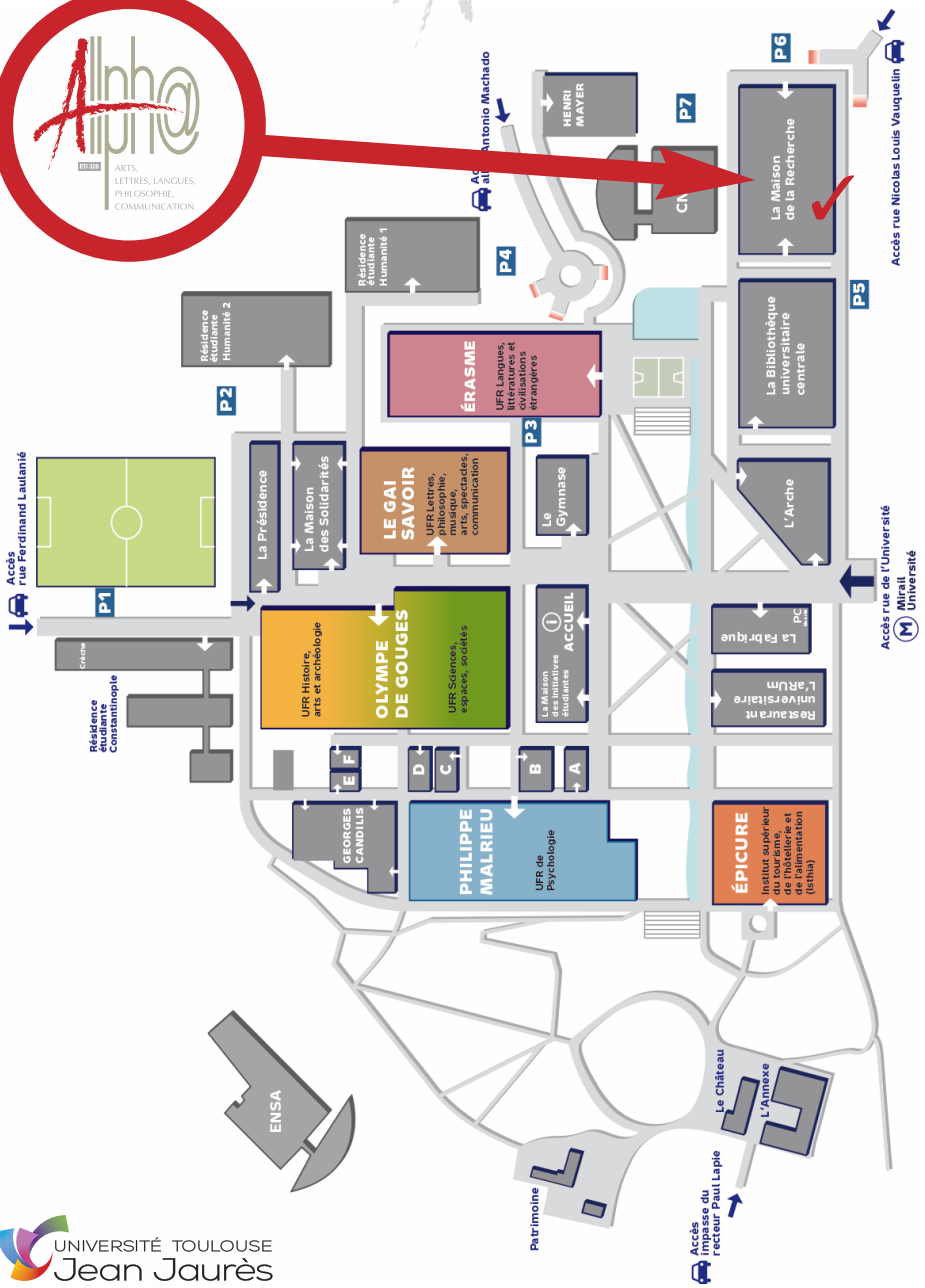 Allph@
ED 328
ARTS,
LETTRES, LANGUES,
PHILOSOPHIE,
COMMUNICATION
Accès
rue Ferdinand Laulanié
P1
Crèche
Résidence
étudiante
Constantinople
P2
Résidence
étudiante
Humanité 2
Résidence
étudiante
Humanité 1
La Présidence
La Maison
des Solidarités
LE GAI
SAVOIR
UFR Lettres,
philosophie,
musique,
arts, spectacles,
communication
ÉRASME
UFR Langues,
littératures et
civilisations
étrangères
P3
P4
Antonio Machado
HENRI
MAYER
P7
P6
La Maison
de la Recherche
Accès rue Nicolas Louis Vauquelin
P5
La Bibliothèque
universitaire
centrale
L'Arche
Le
Gymnase
UFR Histoire,
arts et archéologie
OLYMPE
DE GOUGES
UFR Sciences,
espaces, sociétés
La Maison
des initiatives
étudiantes
i
ACCUEIL
Accès rue de l'Université
M
Mirail
Université
La Fabrique
PC
Restaurant
universitaire
L'arUm
F
E
D
C
B
A
GEORGES
CANDILIS
PHILIPPE
MALRIEU
UFR de
Psychologie
ÉPICURE
Institut supérieur
du tourisme,
de l'hôtellerie et
de l'alimentation
(Isthia)
ENSA
Le Château
L'Annexe
Patrimoine
Accès
impasse du
recteur Paul Lapie
UNIVERSITÉ TOULOUSE
Jean Jaurès